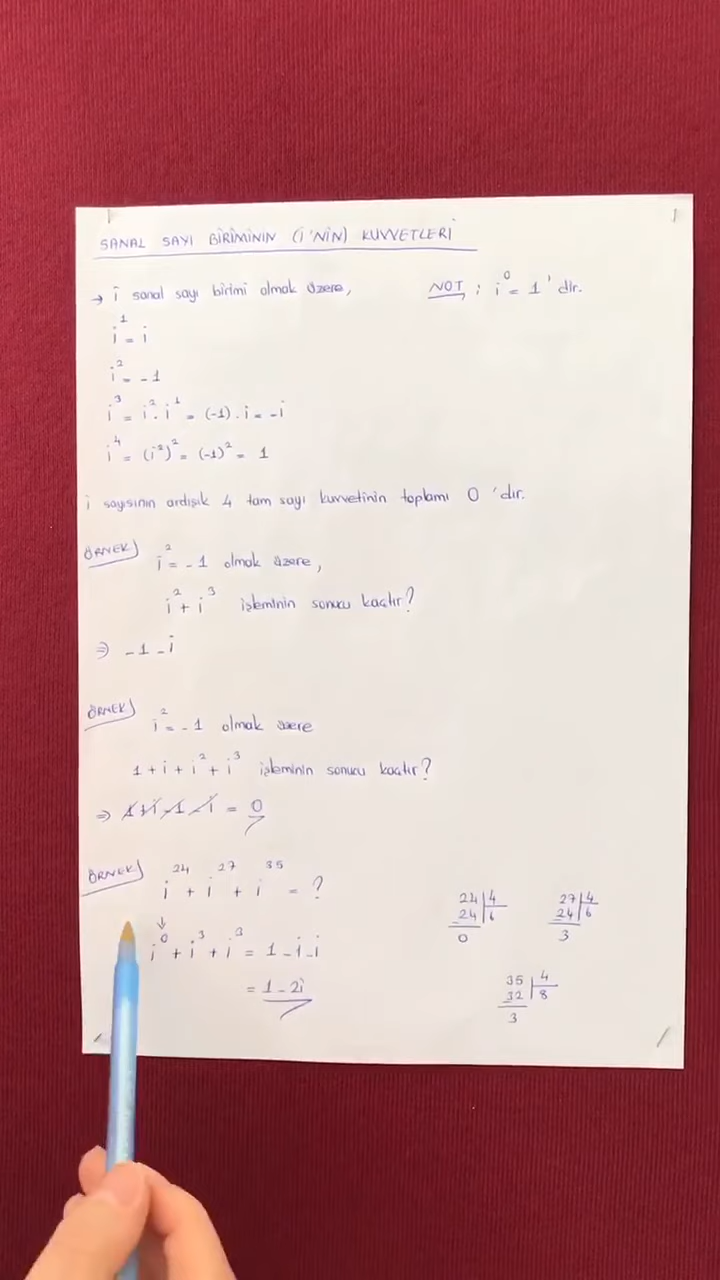 SANAL SAYI BİRİMİNİN (i'NİN) KUVVETLERİ
→ i sanal sayı birimi olmak üzere,
NOT : i⁰ = 1'dir.
i¹ = i
i² = -1
i³ = i² . i¹ = (-1) . i = -i
i⁴ = (i²)² = (-1)² = 1
i sayısının ardışık 4 tam sayı kuvvetinin toplamı 0'dır.
ÖRNEK) i² = -1 olmak üzere,
i² + i³ işleminin sonucu kaçtır?
⇒ -1 - i
ÖRNEK) i² = -1 olmak üzere
1 + i + i² + i³ işleminin sonucu kaçtır?
⇒ 1 + i - 1 - i = 0
ÖRNEK) i²⁴ + i²⁷ + i³⁵ = ?
↓
i⁰ + i³ + i³ = 1 - i - i
= 1 - 2i
24 | 4
24 | 6
0
27 | 4
24 | 6
3
35 | 4
32 | 8
3